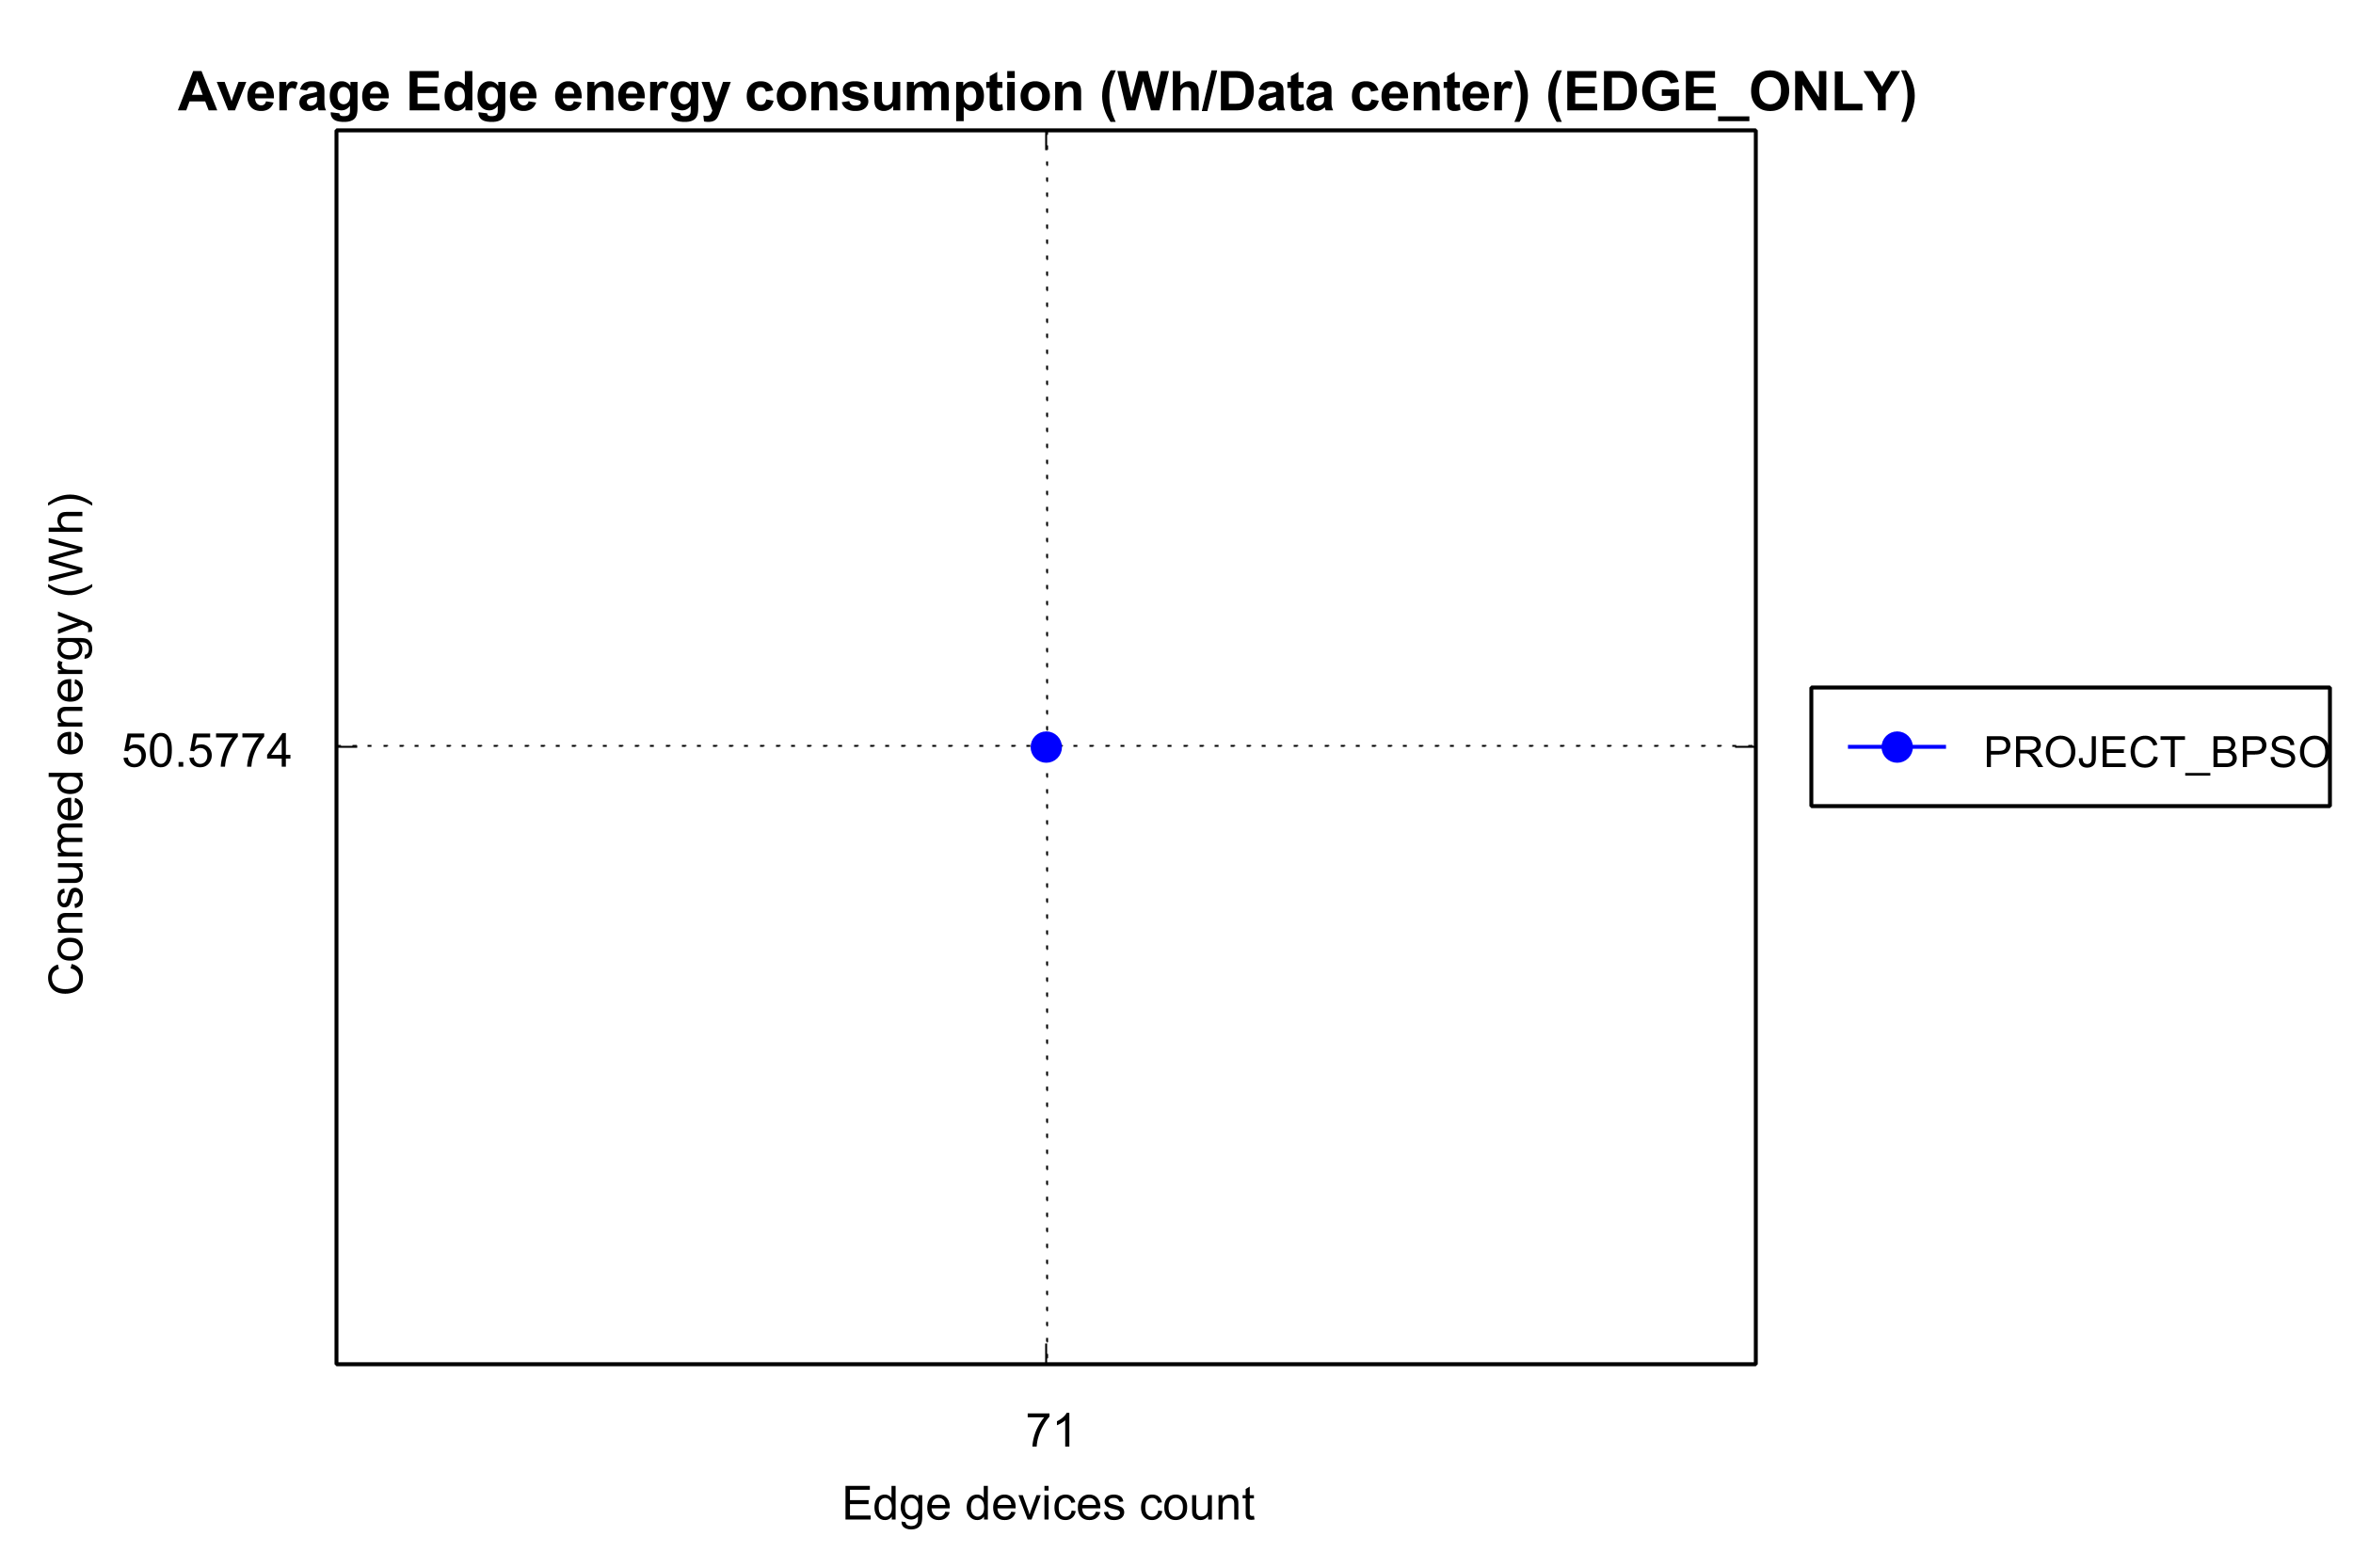 Average Edge energy consumption (Wh/Data center) (EDGE_ONLY)
Consumed energy (Wh)
50.5774
PROJECT_BPSO
71
Edge devices count